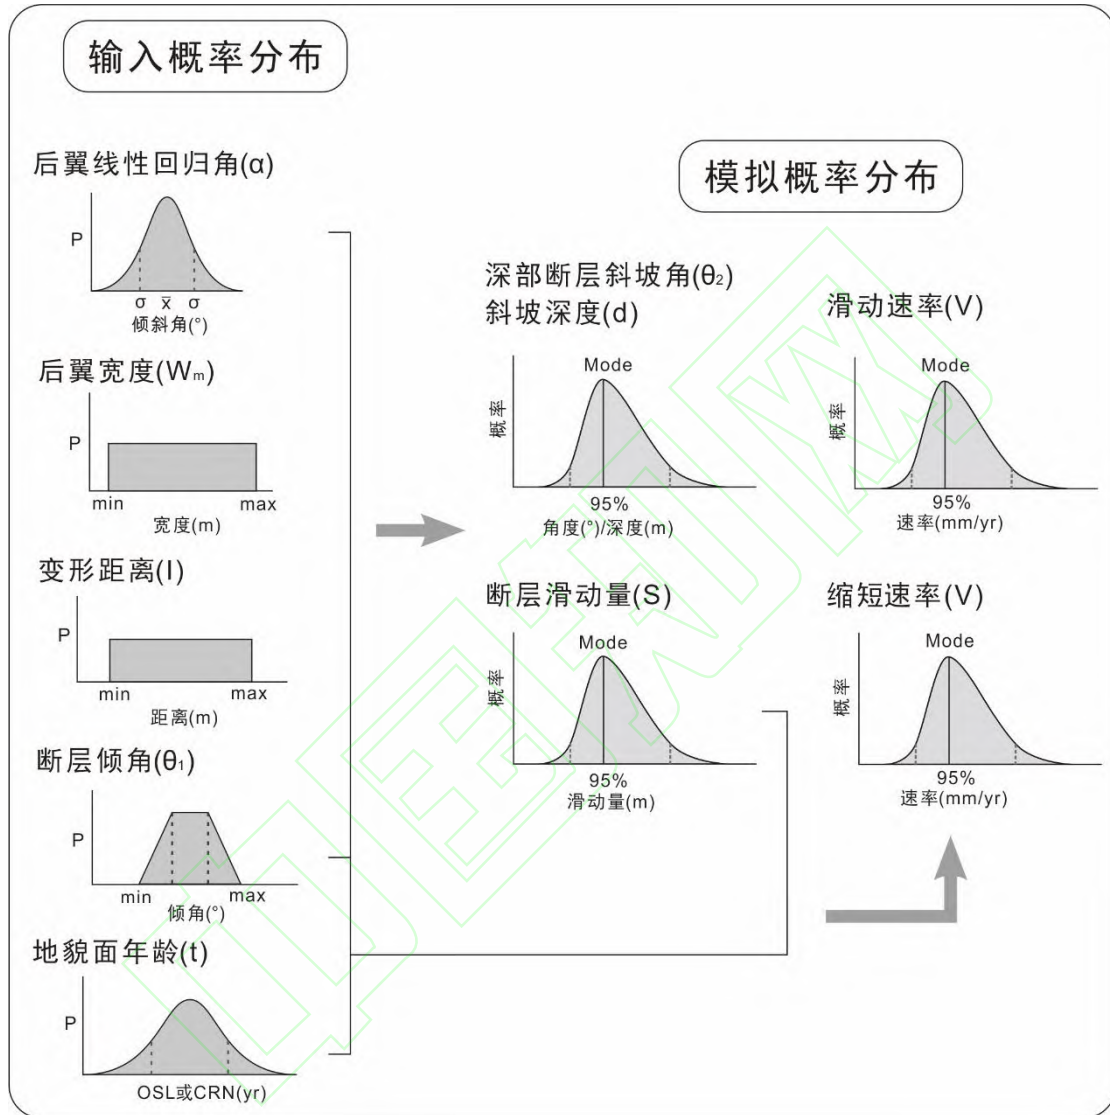 输入概率分布
后翼线性回归角(α)
P
σ x̄ σ
倾斜角(°)
后翼宽度(Wm)
P
min max
宽度(m)
变形距离(l)
P
min max
距离(m)
断层倾角(θ₁)
P
min max
倾角(°)
地貌面年龄(t)
P
OSL或CRN(yr)
模拟概率分布
深部断层斜坡角(θ₂)
斜坡深度(d)
Mode
概率
95%
角度(°)/深度(m)
滑动速率(V)
Mode
概率
95%
速率(mm/yr)
断层滑动量(S)
Mode
概率
95%
滑动量(m)
缩短速率(V)
Mode
概率
95%
速率(mm/yr)
中国知网